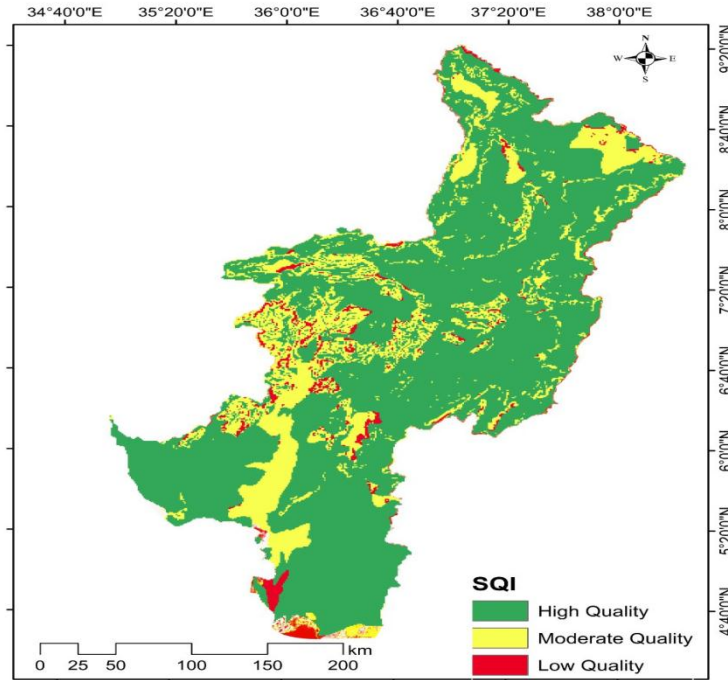 34°40'0"E 35°20'0"E 36°0'0"E 36°40'0"E 37°20'0"E 38°0'0"E
N
W E
S
9°20'0"N
8°40'0"N
8°0'0"N
7°20'0"N
6°40'0"N
6°0'0"N
5°20'0"N
4°40'0"N
SQI
High Quality
Moderate Quality
Low Quality
km
0 25 50 100 150 200